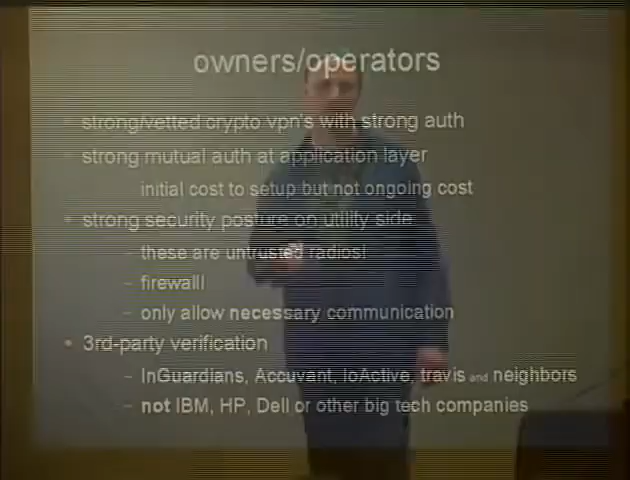 owners/operators
strong/vetted crypto vpn's with strong auth
strong mutual auth at application layer
initial cost to setup but not ongoing cost
strong security posture on utility side
– these are untrusted radios!
– firewall!
– only allow necessary communication
• 3rd-party verification
– InGuardians, Accuvant, IoActive, travis and neighbors
– not IBM, HP, Dell or other big tech companies